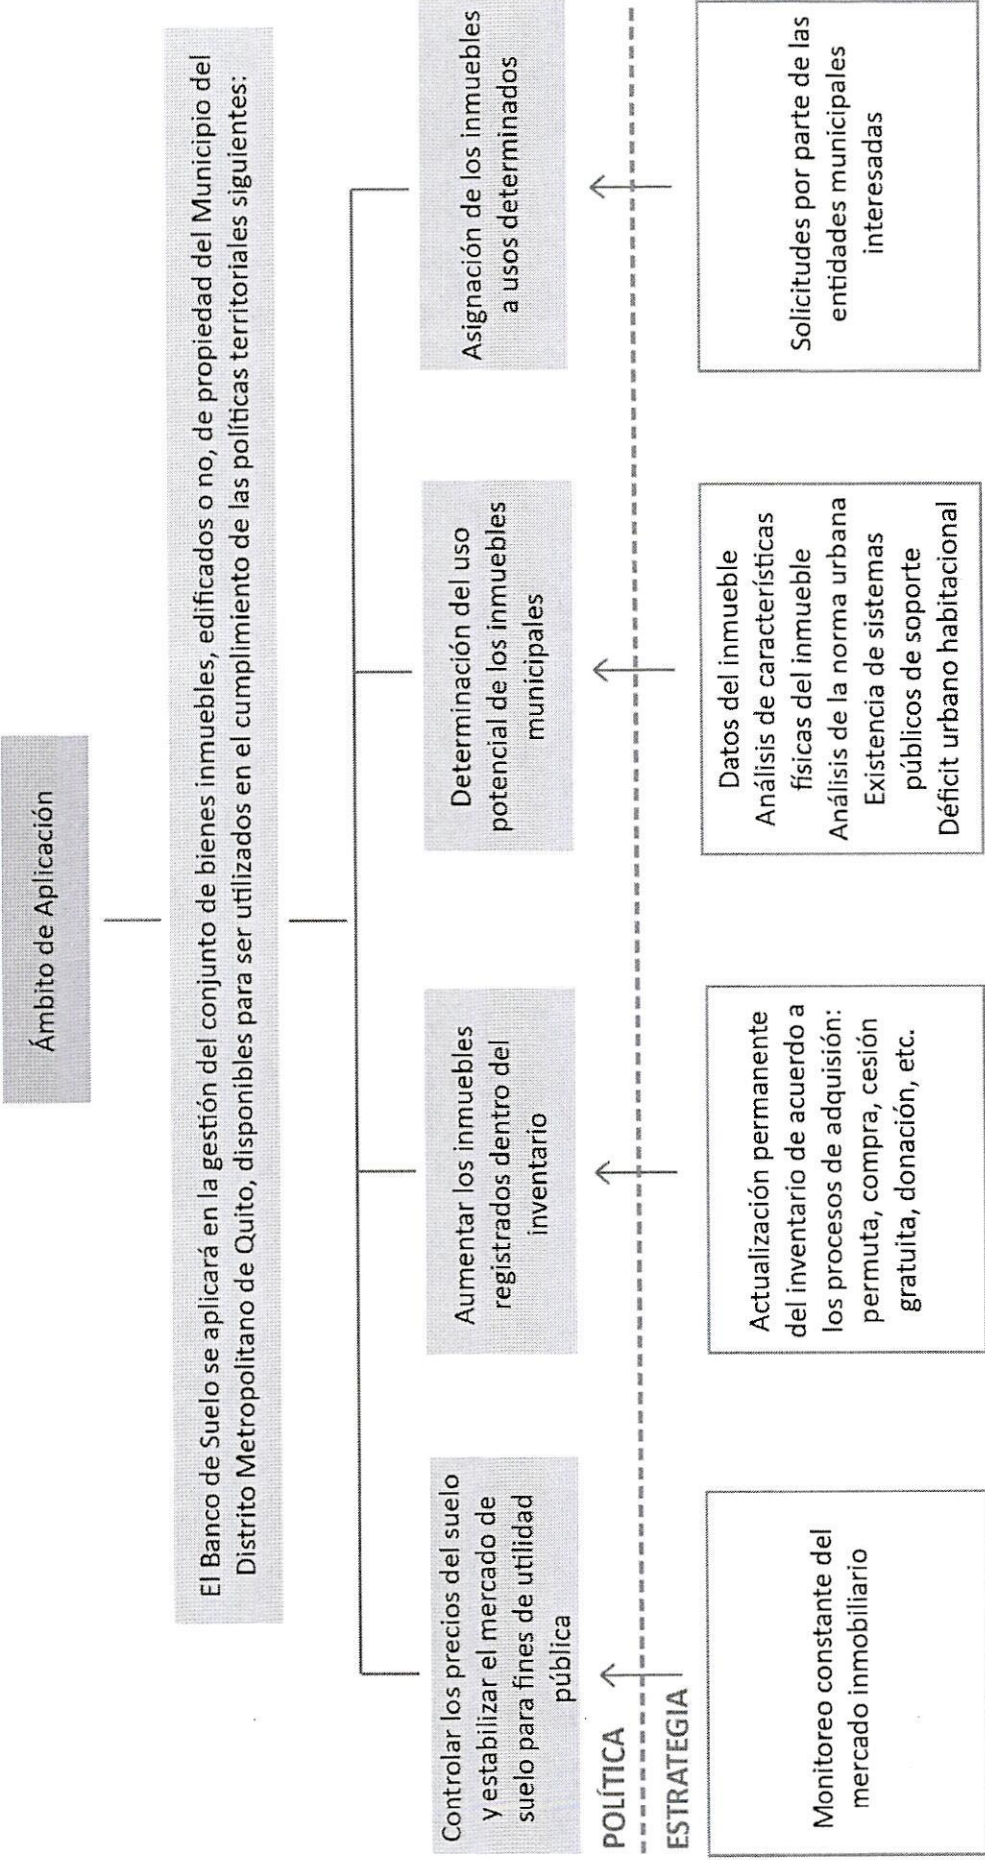 Ámbito de Aplicación
El Banco de Suelo se aplicará en la gestión del conjunto de bienes inmuebles, edificados o no, de propiedad del Municipio del
Distrito Metropolitano de Quito, disponibles para ser utilizados en el cumplimiento de las políticas territoriales siguientes:
Controlar los precios del suelo
y estabilizar el mercado de
suelo para fines de utilidad
pública
Aumentar los inmuebles
registrados dentro del
inventario
Determinación del uso
potencial de los inmuebles
municipales
Asignación de los inmuebles
a usos determinados
POLÍTICA
ESTRATEGIA
Monitoreo constante del
mercado inmobiliario
Actualización permanente
del inventario de acuerdo a
los procesos de adquisión:
permuta, compra, cesión
gratuita, donación, etc.
Datos del inmueble
Análisis de características
físicas del inmueble
Análisis de la norma urbana
Existencia de sistemas
públicos de soporte
Déficit urbano habitacional
Solicitudes por parte de las
entidades municipales
interesadas